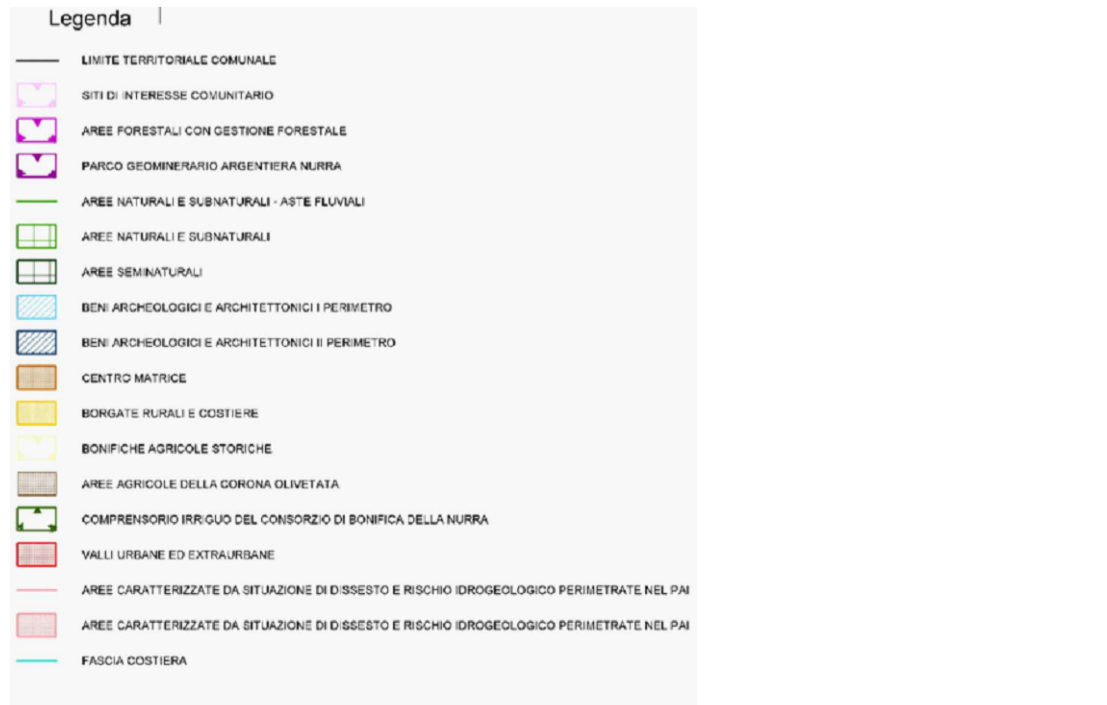 Legenda
LIMITE TERRITORIALE COMUNALE
SITI DI INTERESSE COMUNITARIO
AREE FORESTALI CON GESTIONE FORESTALE
PARCO GEOMINERARIO ARGENTIERA NURRA
AREE NATURALI E SUBNATURALI - ASTE FLUVIALI
AREE NATURALI E SUBNATURALI
AREE SEMINATURALI
BENI ARCHEOLOGICI E ARCHITETTONICI I PERIMETRO
BENI ARCHEOLOGICI E ARCHITETTONICI II PERIMETRO
CENTRO MATRICE
BORGATE RURALI E COSTIERE
BONIFICHE AGRICOLE STORICHE
AREE AGRICOLE DELLA CORONA OLIVETATA
COMPRENSORIO IRRIGUO DEL CONSORZIO DI BONIFICA DELLA NURRA
VALLI URBANE ED EXTRAURBANE
AREE CARATTERIZZATE DA SITUAZIONE DI DISSESTO E RISCHIO IDROGEOLOGICO PERIMETRATE NEL PAI
AREE CARATTERIZZATE DA SITUAZIONE DI DISSESTO E RISCHIO IDROGEOLOGICO PERIMETRATE NEL PAI
FASCIA COSTIERA